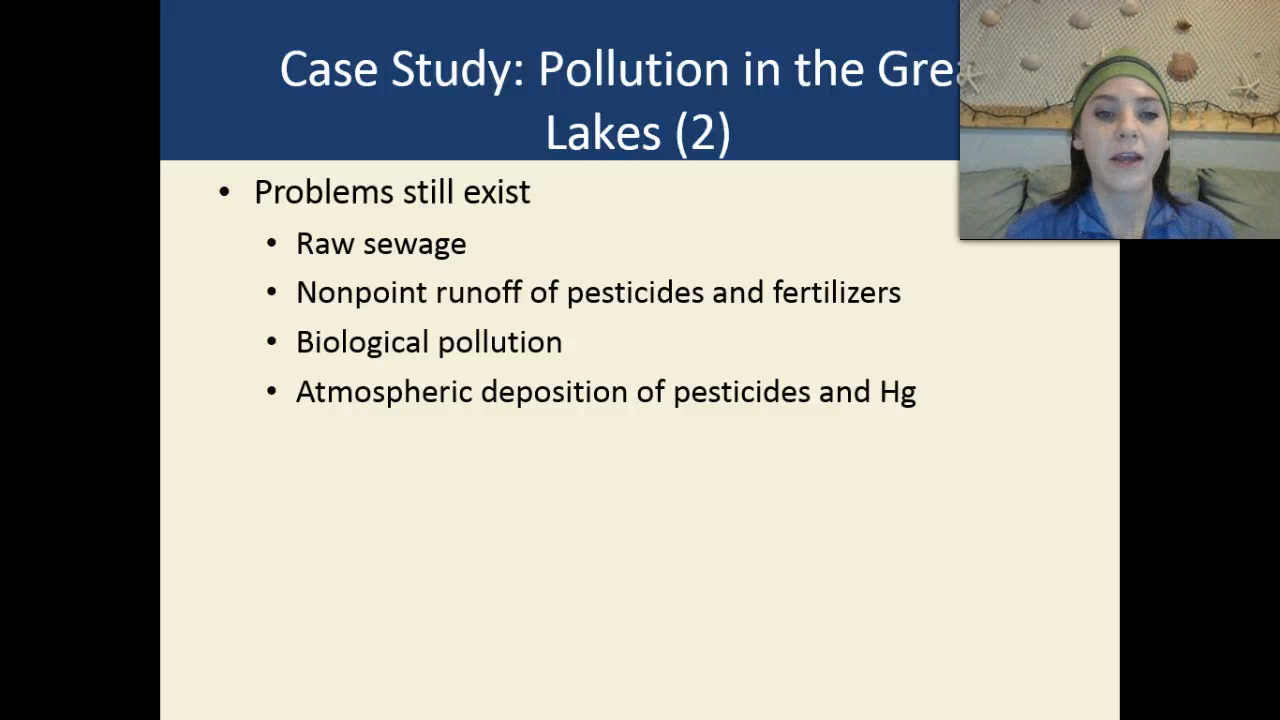 Case Study: Pollution in the Grea
Lakes (2)
• Problems still exist
• Raw sewage
• Nonpoint runoff of pesticides and fertilizers
• Biological pollution
• Atmospheric deposition of pesticides and Hg